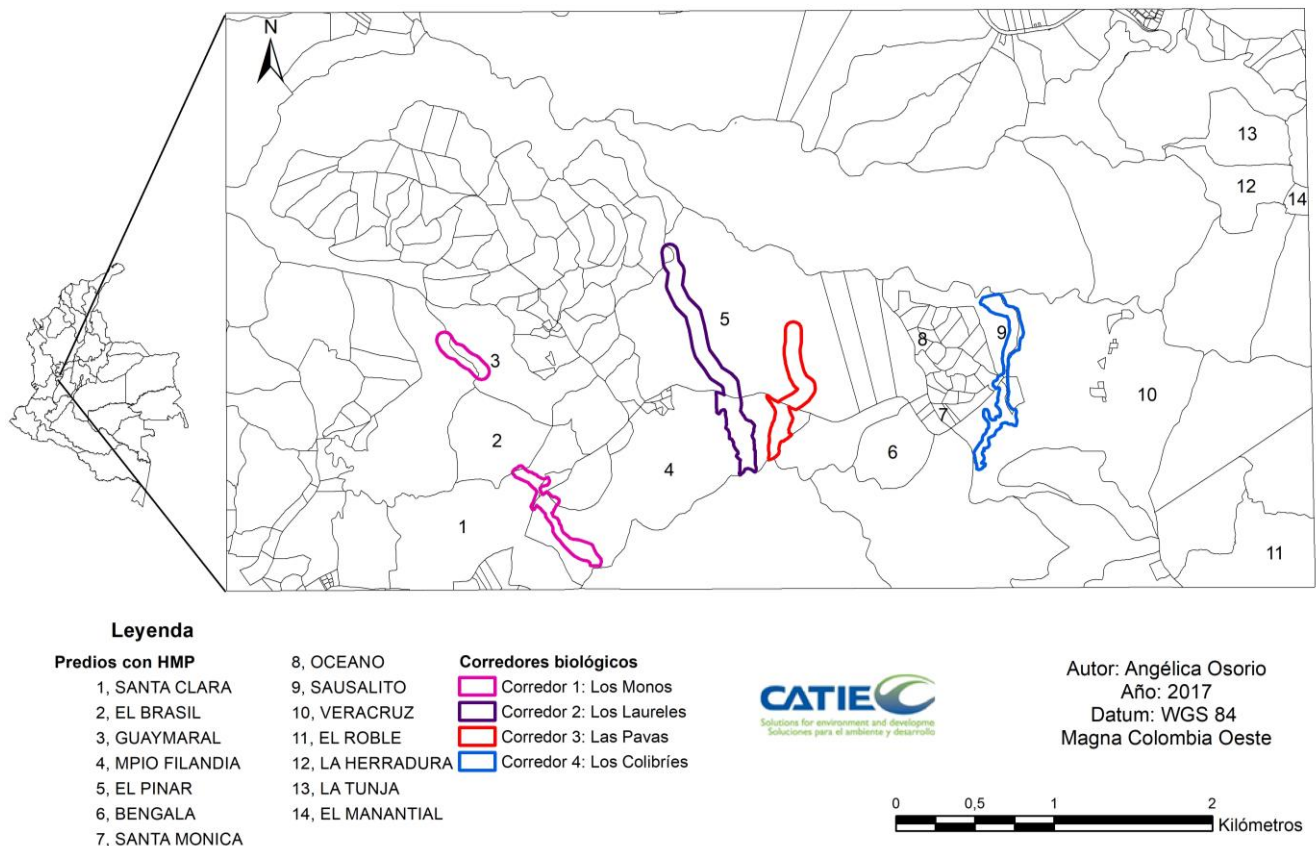 N
13
12
14
5
9
8
3
10
7
2
6
4
1
11
Leyenda
Predios con HMP
1, SANTA CLARA
2, EL BRASIL
3, GUAYMARAL
4, MPIO FILANDIA
5, EL PINAR
6, BENGALA
7, SANTA MONICA
8, OCEANO
9, SAUSALITO
10, VERACRUZ
11, EL ROBLE
12, LA HERRADURA
13, LA TUNJA
14, EL MANANTIAL
Corredores biológicos
Corredor 1: Los Monos
Corredor 2: Los Laureles
Corredor 3: Las Pavas
Corredor 4: Los Colibríes
CATIE
Solutions for environment and developme
Soluciones para el ambiente y desarrollo
Autor: Angélica Osorio
Año: 2017
Datum: WGS 84
Magna Colombia Oeste
0 0,5 1 2
Kilómetros